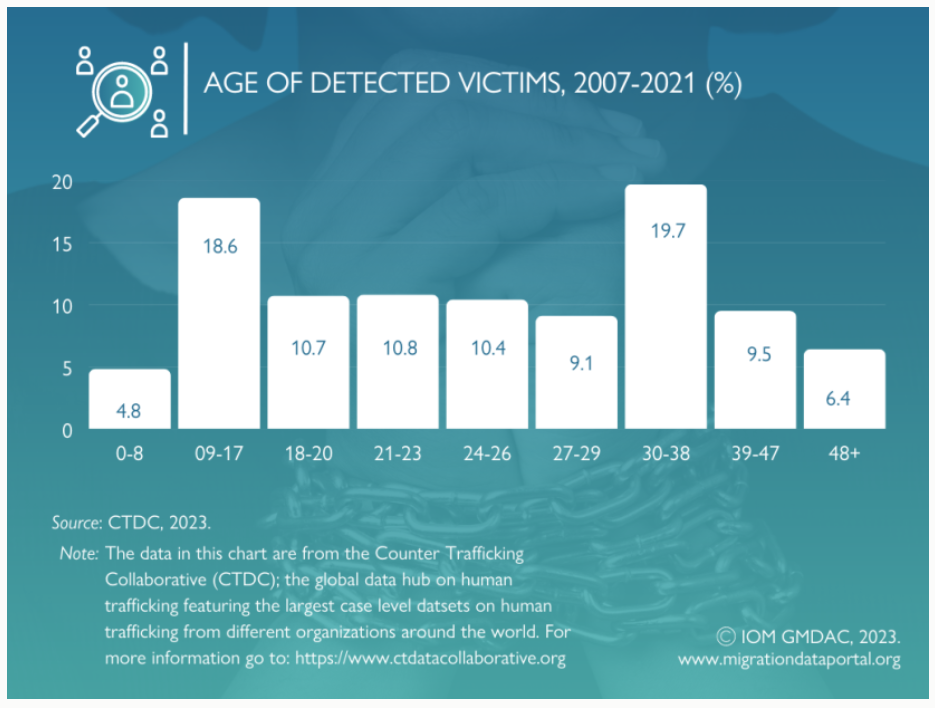 AGE OF DETECTED VICTIMS, 2007-2021 (%)
20
15
10
5
0
4.8
18.6
10.7
10.8
10.4
9.1
19.7
9.5
6.4
0-8
09-17
18-20
21-23
24-26
27-29
30-38
39-47
48+
Source: CTDC, 2023.
Note: The data in this chart are from the Counter Trafficking
Collaborative (CTDC); the global data hub on human
trafficking featuring the largest case level datsets on human
trafficking from different organizations around the world. For
more information go to: https://www.ctdatacollaborative.org
© IOM GMDAC, 2023.
www.migrationdataportal.org